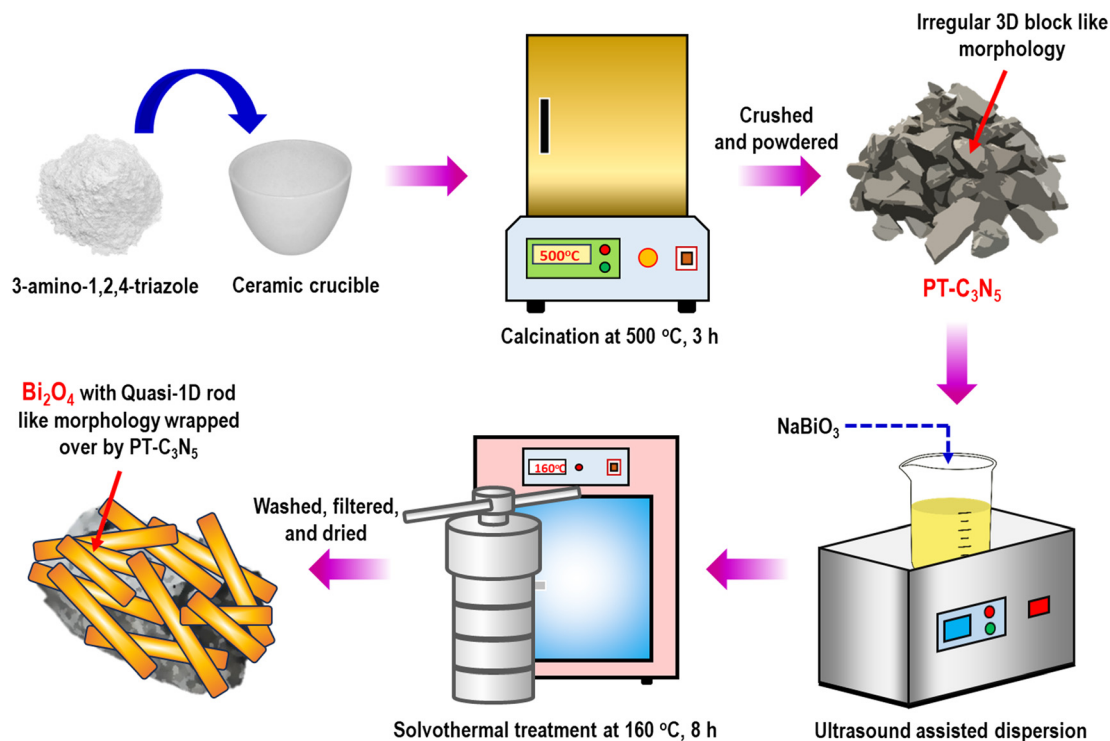 3-amino-1,2,4-triazole
Ceramic crucible
500°C
Calcination at 500 °C, 3 h
Crushed
and powdered
Irregular 3D block like
morphology
PT-C₃N₅
NaBiO₃
Ultrasound assisted dispersion
160°C
Solvothermal treatment at 160 °C, 8 h
Washed, filtered,
and dried
Bi₂O₄ with Quasi-1D rod
like morphology wrapped
over by PT-C₃N₅